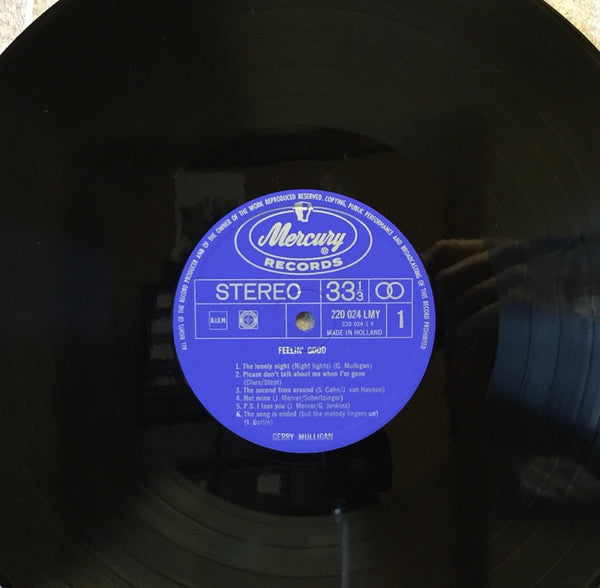 ALL RIGHTS OF THE RECORD PRODUCER AND OF THE OWNER OF THE WORK REPRODUCED RESERVED. COPYING, PUBLIC PERFORMANCE AND BROADCASTING OF THIS RECORD PROHIBITED
Mercury
®
RECORDS
STEREO 33 1/3
B.I.E.M. 220 024 LMY 1
220 024 1 Y
MADE IN HOLLAND
FEELIN' GOOD
1. The lonely night (Night lights) (G. Mulligan)
2. Please don't talk about me when I'm gone
(Clare/Stept)
3. The second time around (S. Cahn/J. van Heusen)
4. Not mine (J. Mercer/Schertzinger)
5. P.S. I love you (J. Mercer/G. Jenkins)
6. The song is ended (but the melody lingers on)
(I. Berlin)
GERRY MULLIGAN